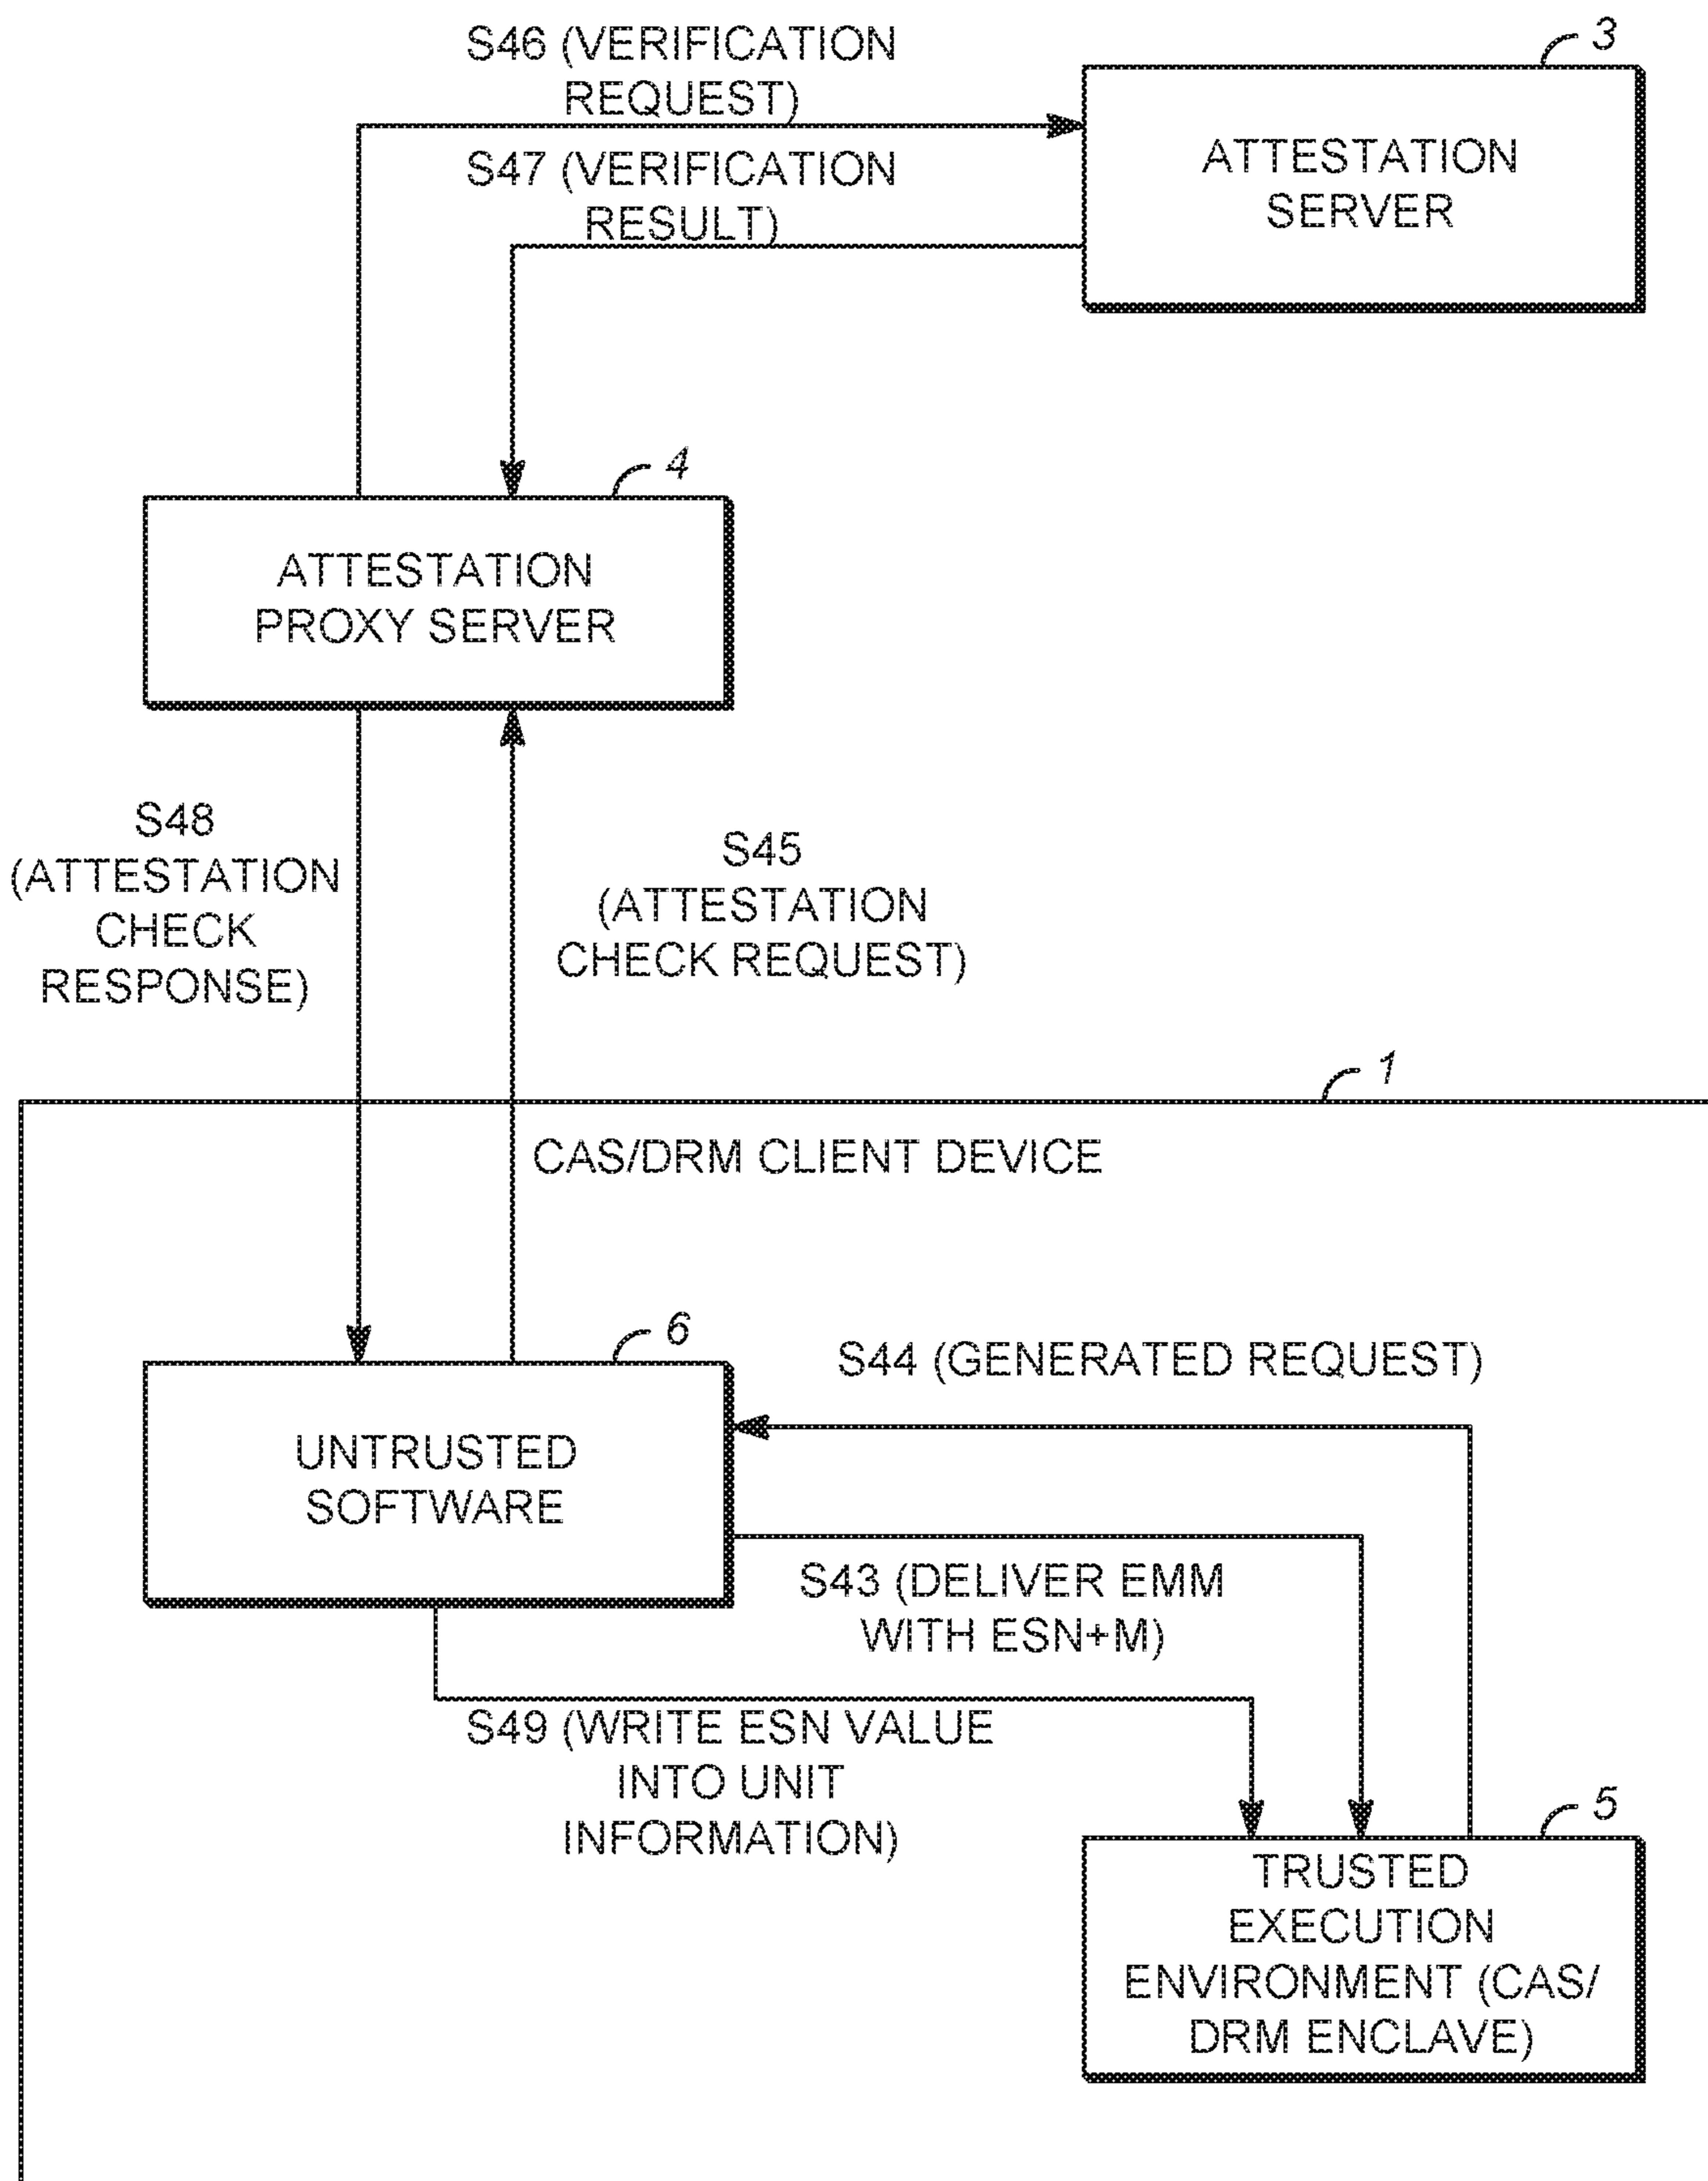 S46 (VERIFICATION
REQUEST)
3
ATTESTATION
SERVER
S47 (VERIFICATION
RESULT)
4
ATTESTATION
PROXY SERVER
S48
(ATTESTATION
CHECK
RESPONSE)
S45
(ATTESTATION
CHECK REQUEST)
1
CAS/DRM CLIENT DEVICE
6
UNTRUSTED
SOFTWARE
S44 (GENERATED REQUEST)
S43 (DELIVER EMM
WITH ESN+M)
S49 (WRITE ESN VALUE
INTO UNIT
INFORMATION)
5
TRUSTED
EXECUTION
ENVIRONMENT (CAS/
DRM ENCLAVE)